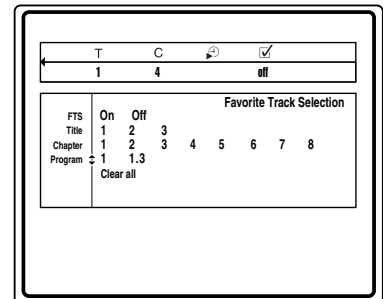 T C
1 4 off
Favorite Track Selection
FTS On Off
Title 1 2 3
Chapter 1 2 3 4 5 6 7 8
Program 1 1.3
Clear all